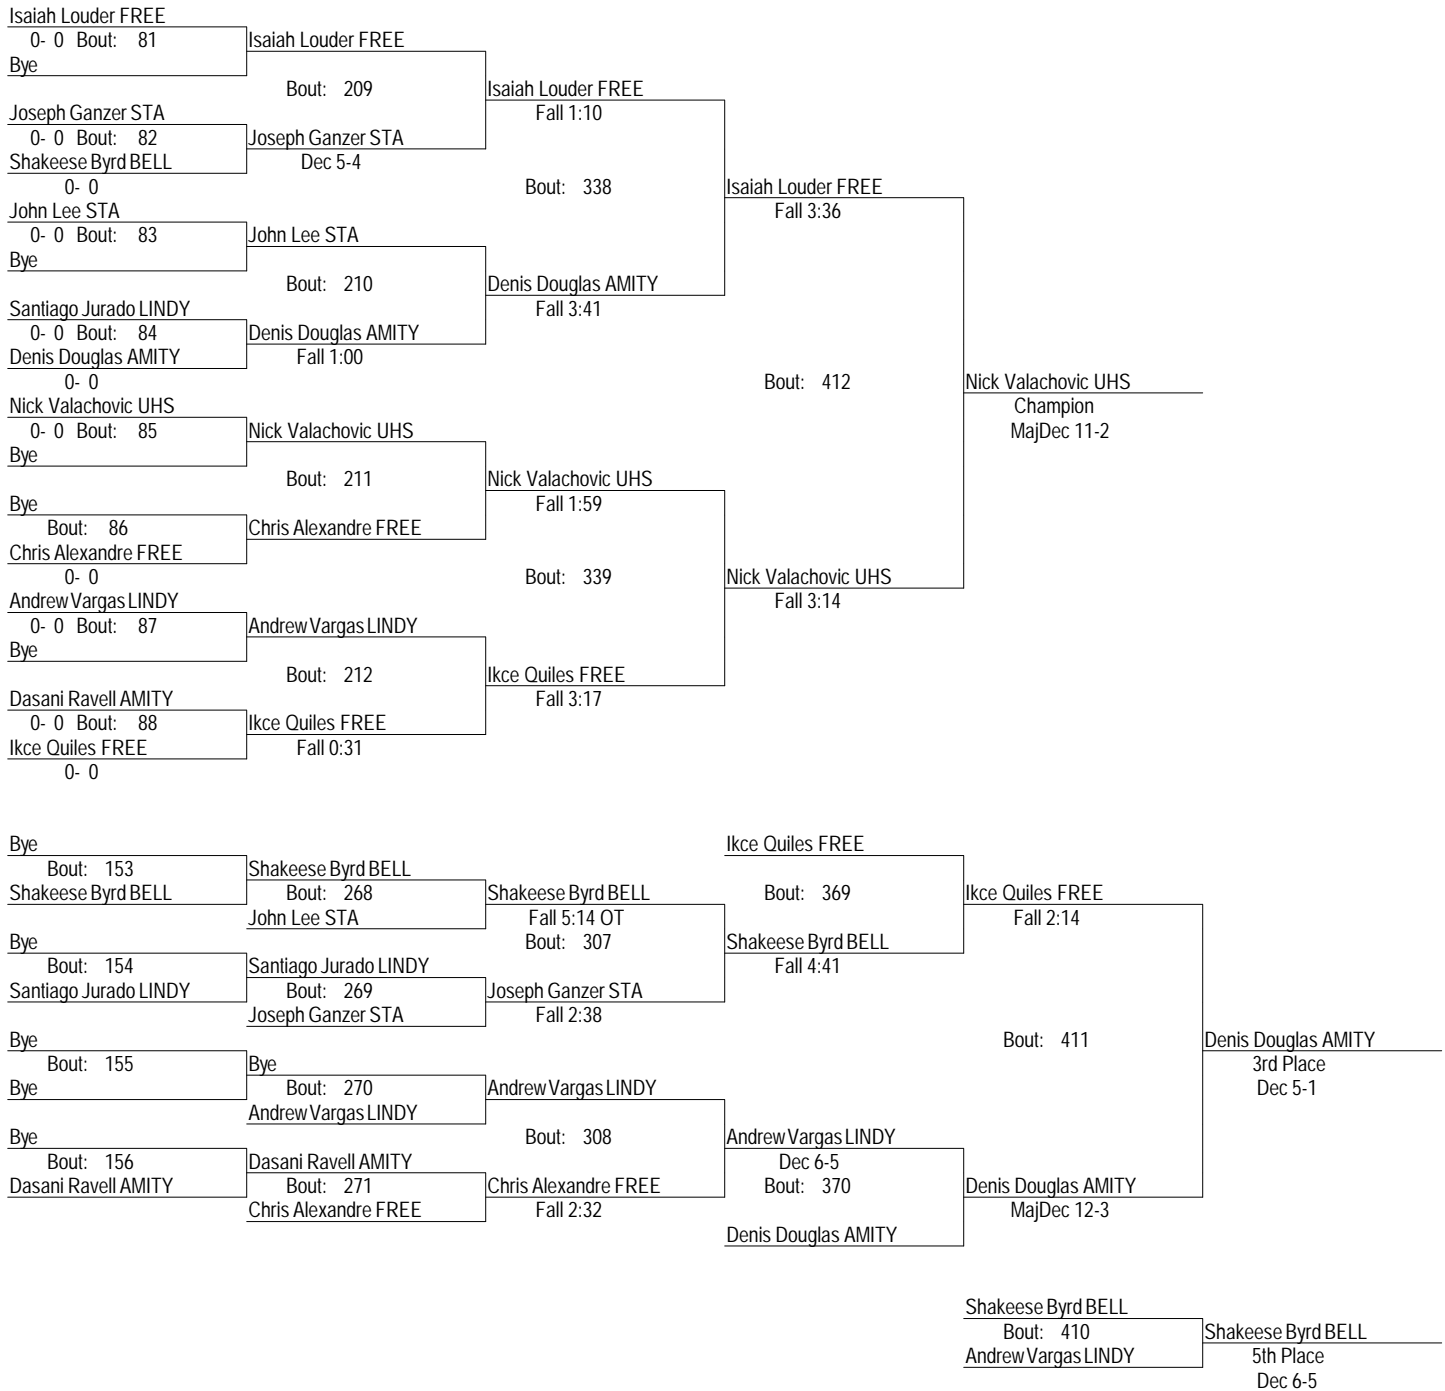 Isaiah Louder FREE
0- 0 Bout: 81 Isaiah Louder FREE
Bye
Bout: 209 Isaiah Louder FREE
Joseph Ganzer STA Fall 1:10
0- 0 Bout: 82 Joseph Ganzer STA
Shakeese Byrd BELL Dec 5-4
0- 0 Bout: 338 Isaiah Louder FREE
John Lee STA Fall 3:36
0- 0 Bout: 83 John Lee STA
Bye
Bout: 210 Denis Douglas AMITY
Santiago Jurado LINDY Fall 3:41
0- 0 Bout: 84 Denis Douglas AMITY
Denis Douglas AMITY Fall 1:00
0- 0 Bout: 412 Nick Valachovic UHS
Nick Valachovic UHS Champion
0- 0 Bout: 85 Nick Valachovic UHS MajDec 11-2
Bye
Bout: 211 Nick Valachovic UHS
Bye Fall 1:59
Bout: 86 Chris Alexandre FREE
Chris Alexandre FREE
0- 0 Bout: 339 Nick Valachovic UHS
Andrew Vargas LINDY Fall 3:14
0- 0 Bout: 87 Andrew Vargas LINDY
Bye
Bout: 212 Ikce Quiles FREE
Dasani Ravell AMITY Fall 3:17
0- 0 Bout: 88 Ikce Quiles FREE
Ikce Quiles FREE Fall 0:31
0- 0
Bye Ikce Quiles FREE
Bout: 153 Shakeese Byrd BELL
Shakeese Byrd BELL Bout: 268 Shakeese Byrd BELL Bout: 369 Ikce Quiles FREE
John Lee STA Fall 5:14 OT Fall 2:14
Bye Bout: 307 Shakeese Byrd BELL
Bout: 154 Santiago Jurado LINDY Fall 4:41
Santiago Jurado LINDY Bout: 269 Joseph Ganzer STA
Joseph Ganzer STA Fall 2:38
Bye Bout: 411 Denis Douglas AMITY
Bout: 155 Bye 3rd Place
Bye Bout: 270 Andrew Vargas LINDY Dec 5-1
Andrew Vargas LINDY
Bye Bout: 308 Andrew Vargas LINDY
Bout: 156 Dasani Ravell AMITY Dec 6-5
Dasani Ravell AMITY Bout: 271 Chris Alexandre FREE Bout: 370 Denis Douglas AMITY
Chris Alexandre FREE Fall 2:32 MajDec 12-3
Denis Douglas AMITY
Shakeese Byrd BELL
Bout: 410 Shakeese Byrd BELL
Andrew Vargas LINDY 5th Place
Dec 6-5